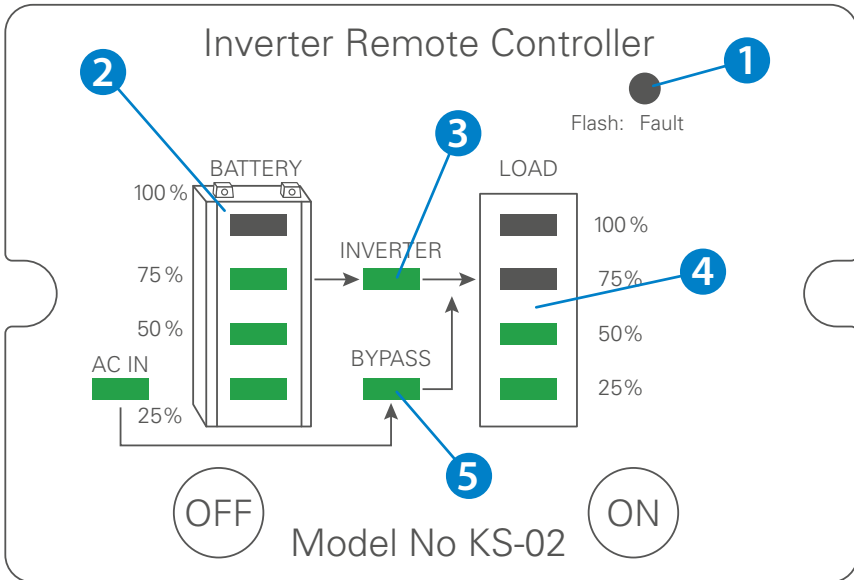 Inverter Remote Controller
1
2
Flash: Fault
3
BATTERY
LOAD
100 %
100 %
INVERTER
4
75 %
75%
50 %
50 %
AC IN
BYPASS
25 %
25 %
5
OFF
ON
Model No KS-02